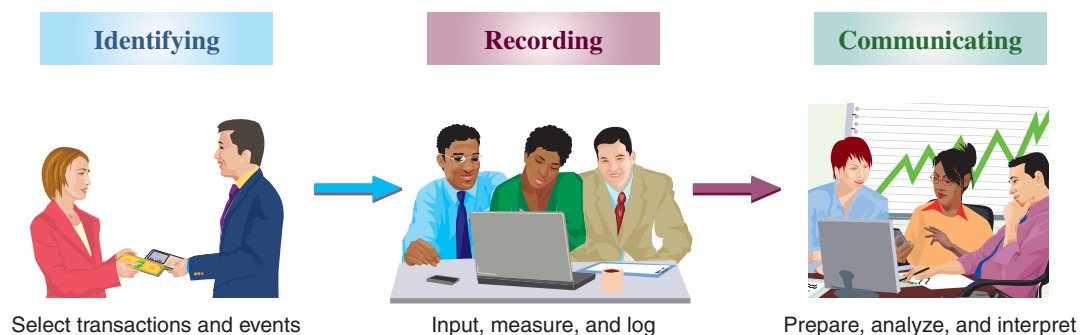 Identifying
Recording
Communicating
Select transactions and events
Input, measure, and log
Prepare, analyze, and interpret